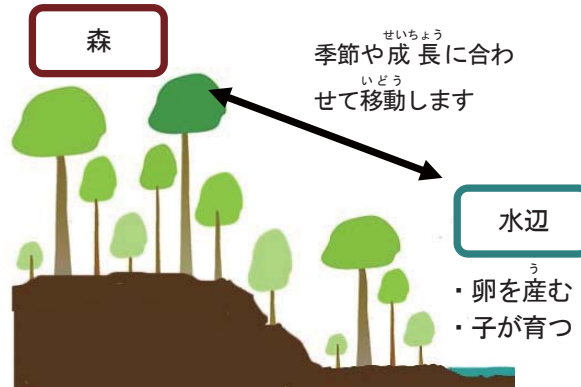 森
季節や成長に合わ
せて移動します
水辺
・卵を産む
・子が育つ